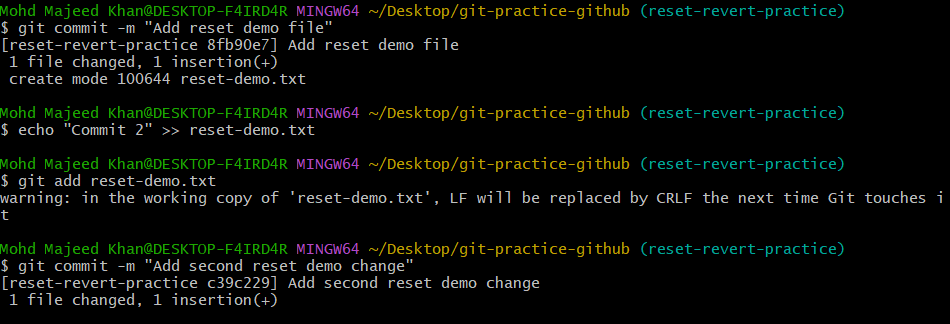 Mohd Majeed Khan@DESKTOP-F4IRD4R MINGW64 ~/Desktop/git-practice-github (reset-revert-practice)
$ git commit -m "Add reset demo file"
[reset-revert-practice 8fb90e7] Add reset demo file
 1 file changed, 1 insertion(+)
 create mode 100644 reset-demo.txt
Mohd Majeed Khan@DESKTOP-F4IRD4R MINGW64 ~/Desktop/git-practice-github (reset-revert-practice)
$ echo "Commit 2" >> reset-demo.txt
Mohd Majeed Khan@DESKTOP-F4IRD4R MINGW64 ~/Desktop/git-practice-github (reset-revert-practice)
$ git add reset-demo.txt
warning: in the working copy of 'reset-demo.txt', LF will be replaced by CRLF the next time Git touches i
t
Mohd Majeed Khan@DESKTOP-F4IRD4R MINGW64 ~/Desktop/git-practice-github (reset-revert-practice)
$ git commit -m "Add second reset demo change"
[reset-revert-practice c39c229] Add second reset demo change
 1 file changed, 1 insertion(+)